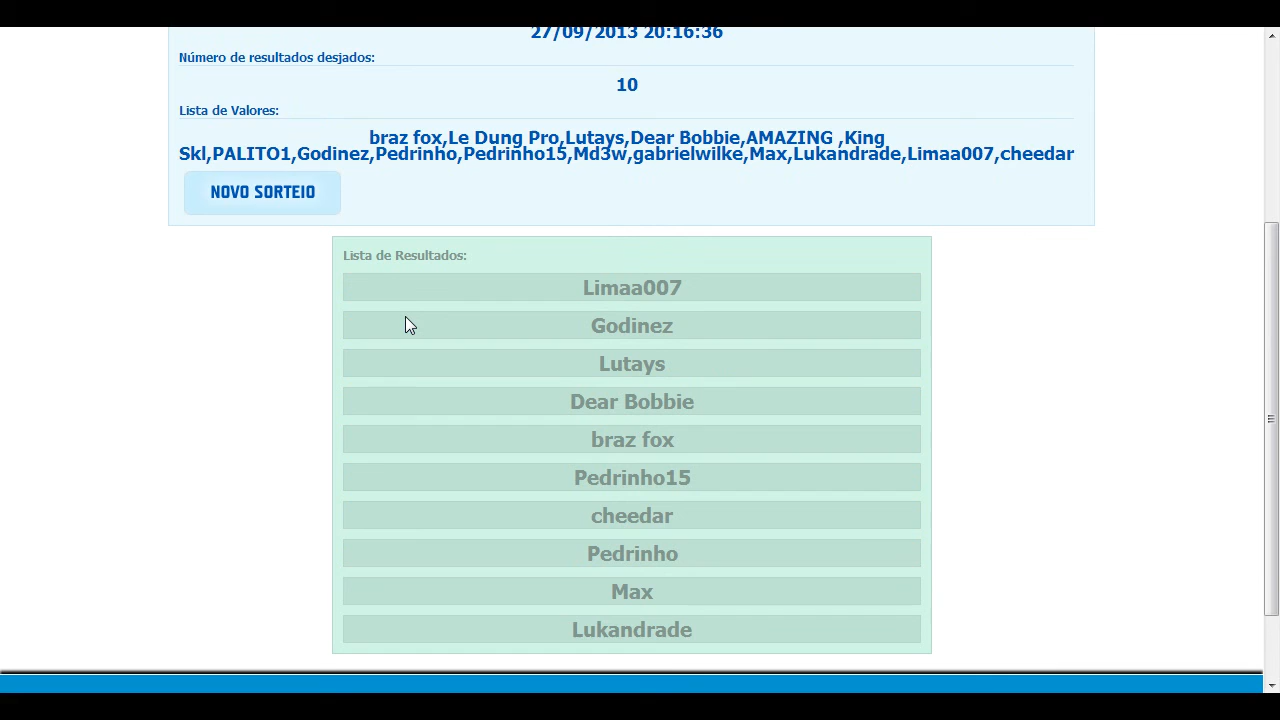 27/09/2013 20:16:36
Número de resultados desjados:
10
Lista de Valores:
braz fox,Le Dung Pro,Lutays,Dear Bobbie,AMAZING ,King
Skl,PALITO1,Godinez,Pedrinho,Pedrinho15,Md3w,gabrielwilke,Max,Lukandrade,Limaa007,cheedar
NOVO SORTEIO
Lista de Resultados:
Limaa007
Godinez
Lutays
Dear Bobbie
braz fox
Pedrinho15
cheedar
Pedrinho
Max
Lukandrade